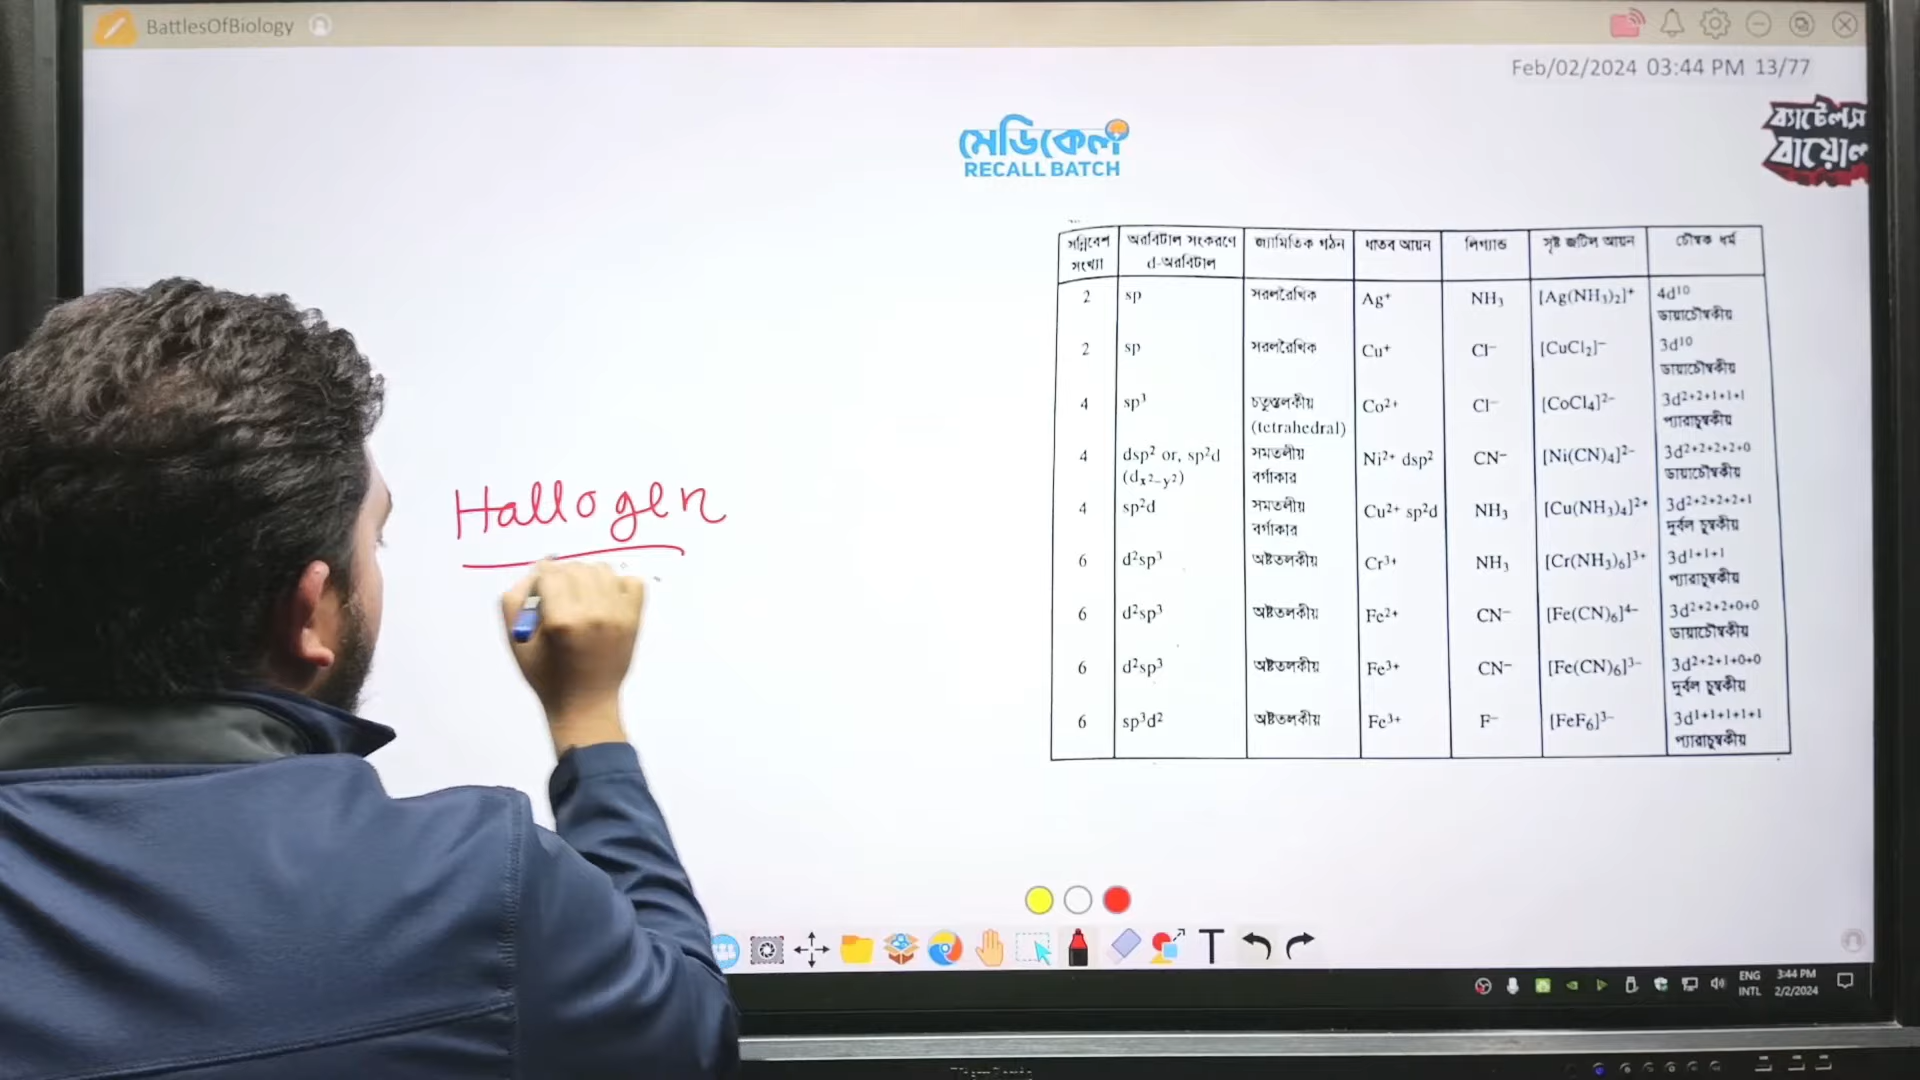 BattlesOfBiology
Feb/02/2024 03:44 PM 13/77
মেডিকেল
RECALL BATCH
ব্যাটেলস
বায়োল
Hallogen
সন্নিবেশ সংখ্যা | অরবিটাল সংকরণে d-অরবিটাল | জ্যামিতিক গঠন | ধাতব আয়ন | লিগ্যান্ড | সৃষ্ট জটিল আয়ন | চৌম্বক ধর্ম
2 | sp | সরলরৈখিক | Ag⁺ | NH₃ | [Ag(NH₃)₂]⁺ | 4d¹⁰ ডায়াচৌম্বকীয়
2 | sp | সরলরৈখিক | Cu⁺ | Cl⁻ | [CuCl₂]⁻ | 3d¹⁰ ডায়াচৌম্বকীয়
4 | sp³ | চতুস্তলকীয় (tetrahedral) | Co²⁺ | Cl⁻ | [CoCl₄]²⁻ | 3d²⁺²⁺¹⁺¹⁺¹ প্যারাচুম্বকীয়
4 | dsp² or, sp²d (dₓ²₋y²) | সমতলীয় বর্গাকার | Ni²⁺ dsp² | CN⁻ | [Ni(CN)₄]²⁻ | 3d²⁺²⁺²⁺²⁺⁰ ডায়াচৌম্বকীয়
4 | sp²d | সমতলীয় বর্গাকার | Cu²⁺ sp²d | NH₃ | [Cu(NH₃)₄]²⁺ | 3d²⁺²⁺²⁺²⁺¹ দুর্বল চুম্বকীয়
6 | d²sp³ | অষ্টতলকীয় | Cr³⁺ | NH₃ | [Cr(NH₃)₆]³⁺ | 3d¹⁺¹⁺¹ প্যারাচুম্বকীয়
6 | d²sp³ | অষ্টতলকীয় | Fe²⁺ | CN⁻ | [Fe(CN)₆]⁴⁻ | 3d²⁺²⁺²⁺⁰⁺⁰ ডায়াচৌম্বকীয়
6 | d²sp³ | অষ্টতলকীয় | Fe³⁺ | CN⁻ | [Fe(CN)₆]³⁻ | 3d²⁺²⁺¹⁺⁰⁺⁰ দুর্বল চুম্বকীয়
6 | sp³d² | অষ্টতলকীয় | Fe³⁺ | F⁻ | [FeF₆]³⁻ | 3d¹⁺¹⁺¹⁺¹⁺¹ প্যারাচুম্বকীয়
T
ENG 3:44 PM
INTL 2/2/2024